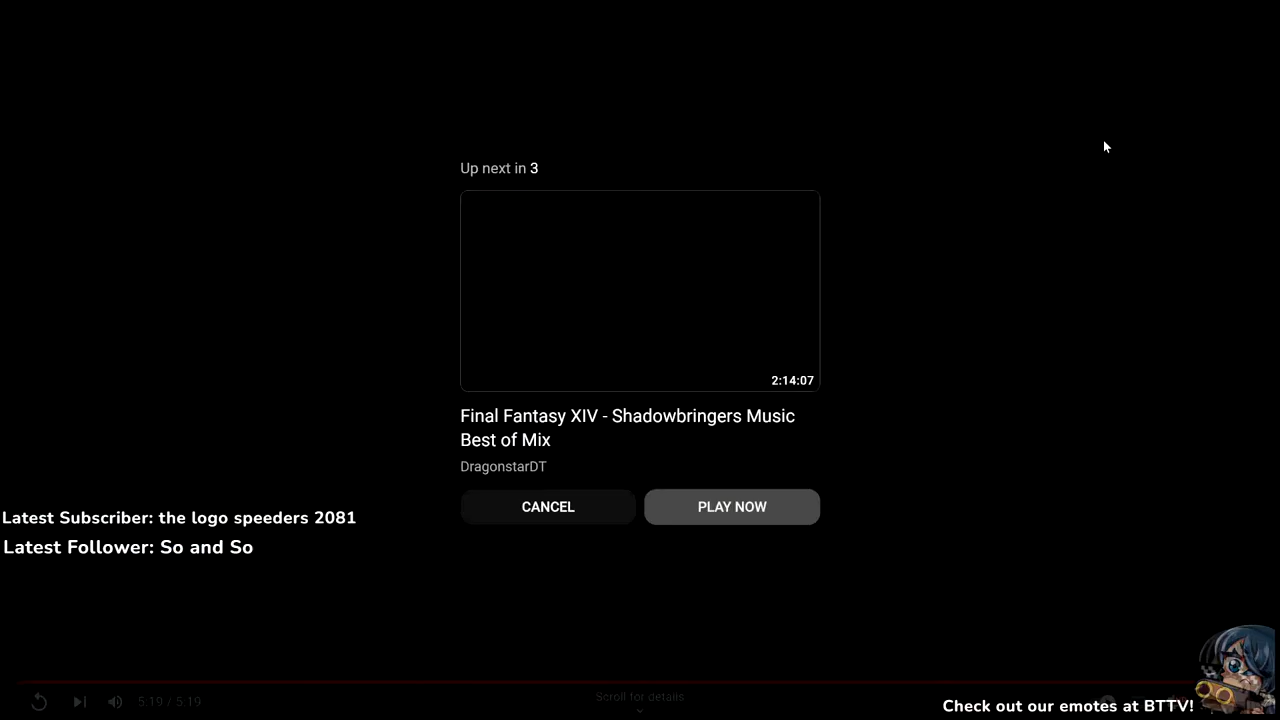 Up next in 3
2:14:07
Final Fantasy XIV - Shadowbringers Music
Best of Mix
DragonstarDT
CANCEL
PLAY NOW
Latest Subscriber: the logo speeders 2081
Latest Follower: So and So
5:19 / 5:19
Scroll for details
Check out our emotes at BTTV!